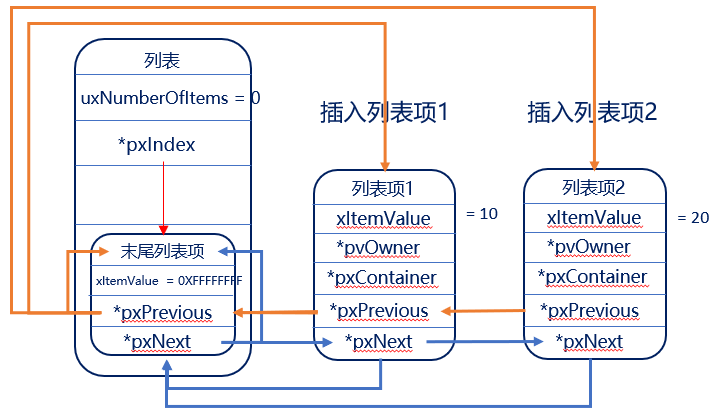 列表
uxNumberOfItems = 0
*pxIndex
末尾列表项
xItemValue = 0XFFFFFFFF
*pxPrevious
*pxNext
插入列表项1
列表项1
xItemValue = 10
*pvOwner
*pxContainer
*pxPrevious
*pxNext
插入列表项2
列表项2
xItemValue = 20
*pvOwner
*pxContainer
*pxPrevious
*pxNext